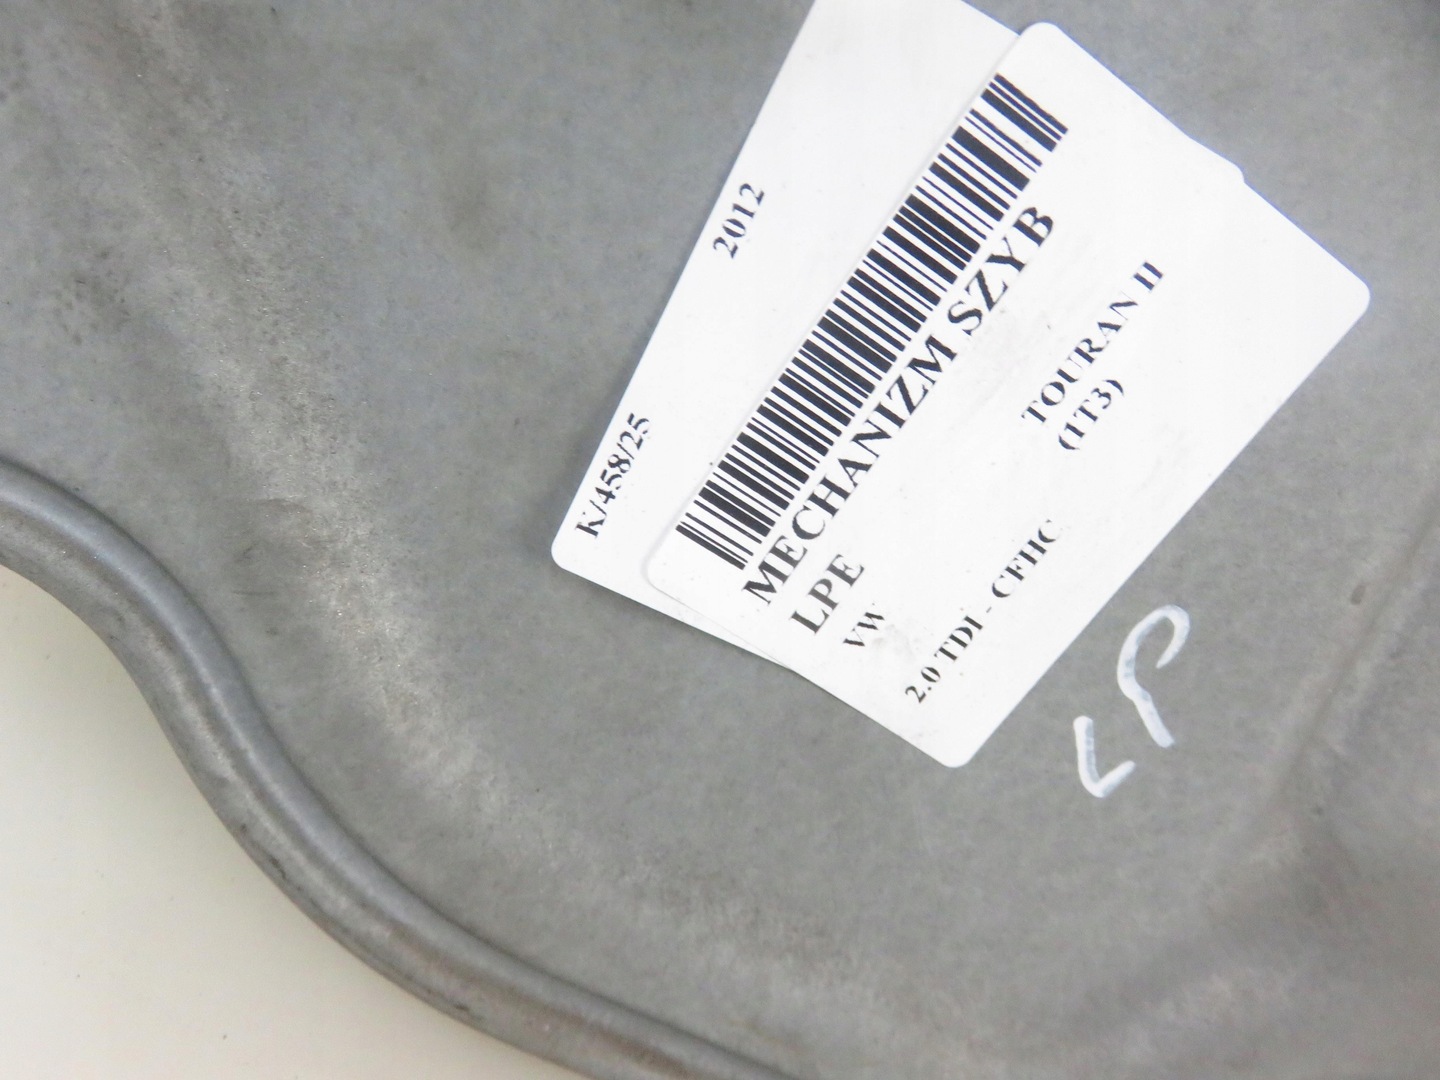 2012
K/458/25
MECHANIZM SZYB
LPE
VW
TOURAN II
(1T3)
2.0 TDI - CFHC
LP